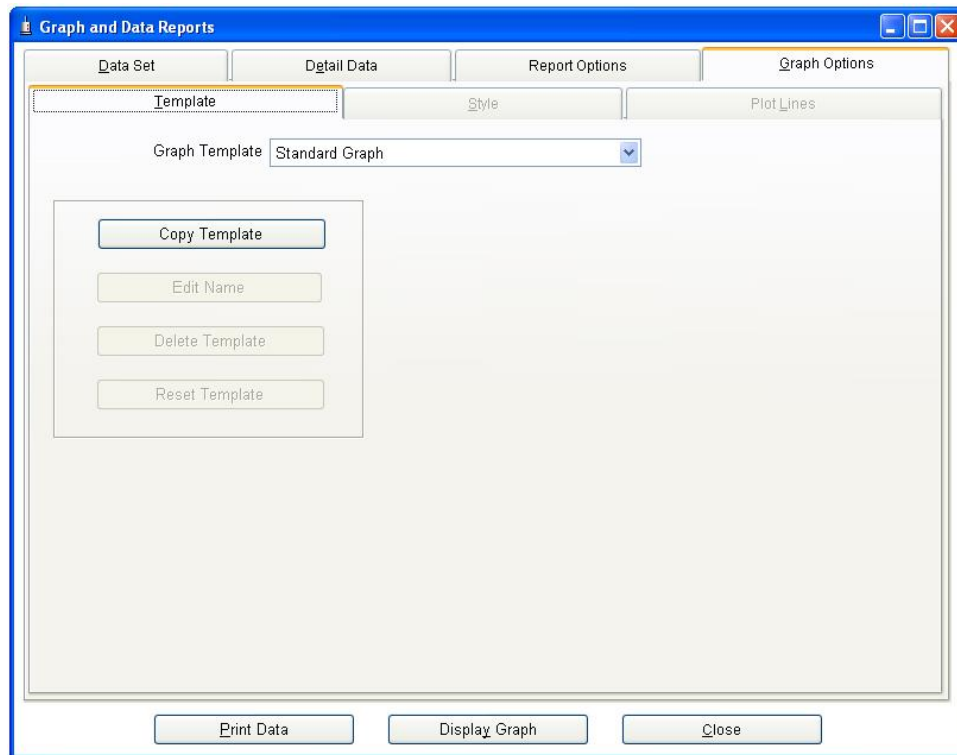 Graph and Data Reports
Data Set
Detail Data
Report Options
Graph Options
Template
Style
Plot Lines
Graph Template
Standard Graph
Copy Template
Edit Name
Delete Template
Reset Template
Print Data
Display Graph
Close